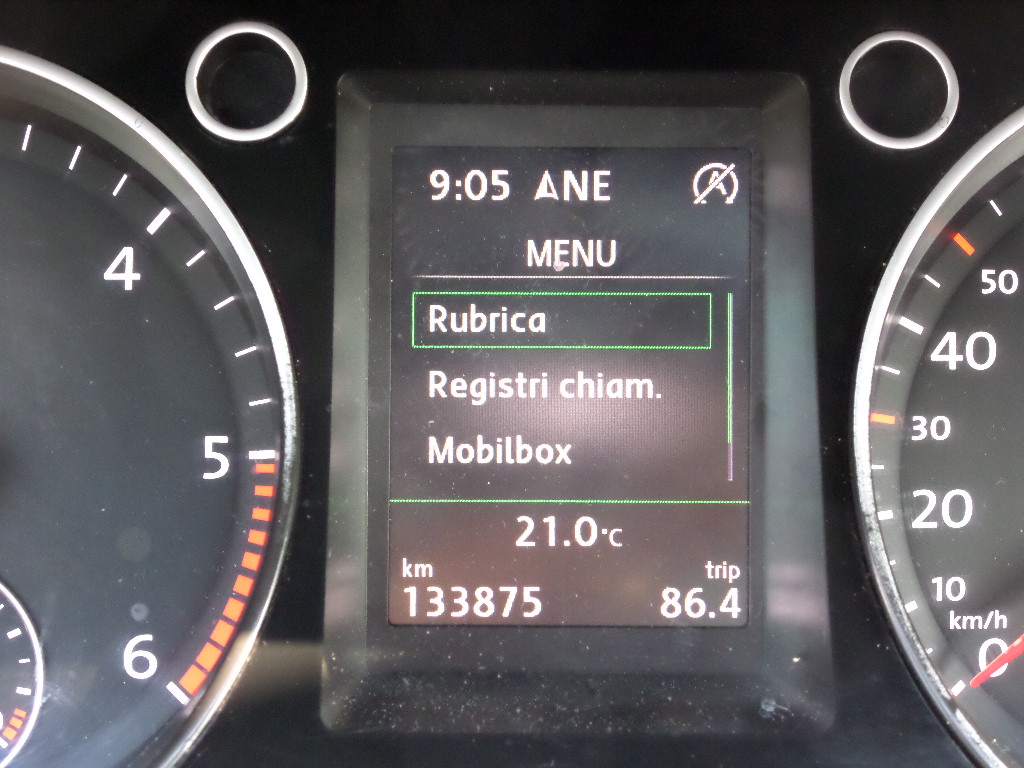 9:05 ANE
MENU
Rubrica
Registri chiam.
Mobilbox
21.0°C
km trip
133875 86.4
4
5
6
50
40
30
20
10
km/h
0